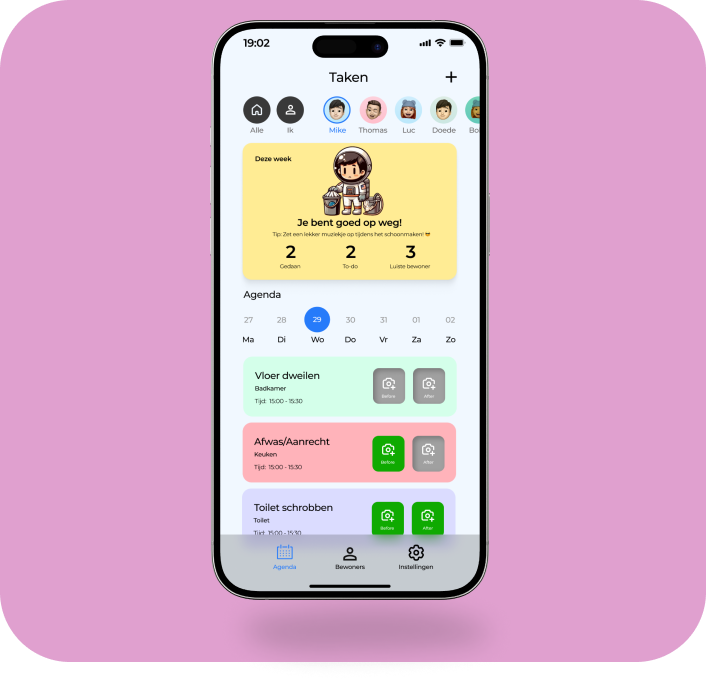 19:02
Taken
Alle Ik Mike Thomas Luc Doede
Deze week
Je bent goed op weg!
Tip: Zet een lekker muziekje op tijdens het schoonmaken! 😎
2 2 3
Gedaan To-do Luiste bewoner
Agenda
27 28 29 30 31 01 02
Ma Di Wo Do Vr Za Zo
Vloer dweilen
Badkamer
Tijd: 15:00 - 15:30
Before After
Afwas/Aanrecht
Keuken
Tijd: 15:00 - 15:30
Before After
Toilet schrobben
Toilet
Tijd: 15:00 - 15:30
Before After
Agenda Bewoners Instellingen